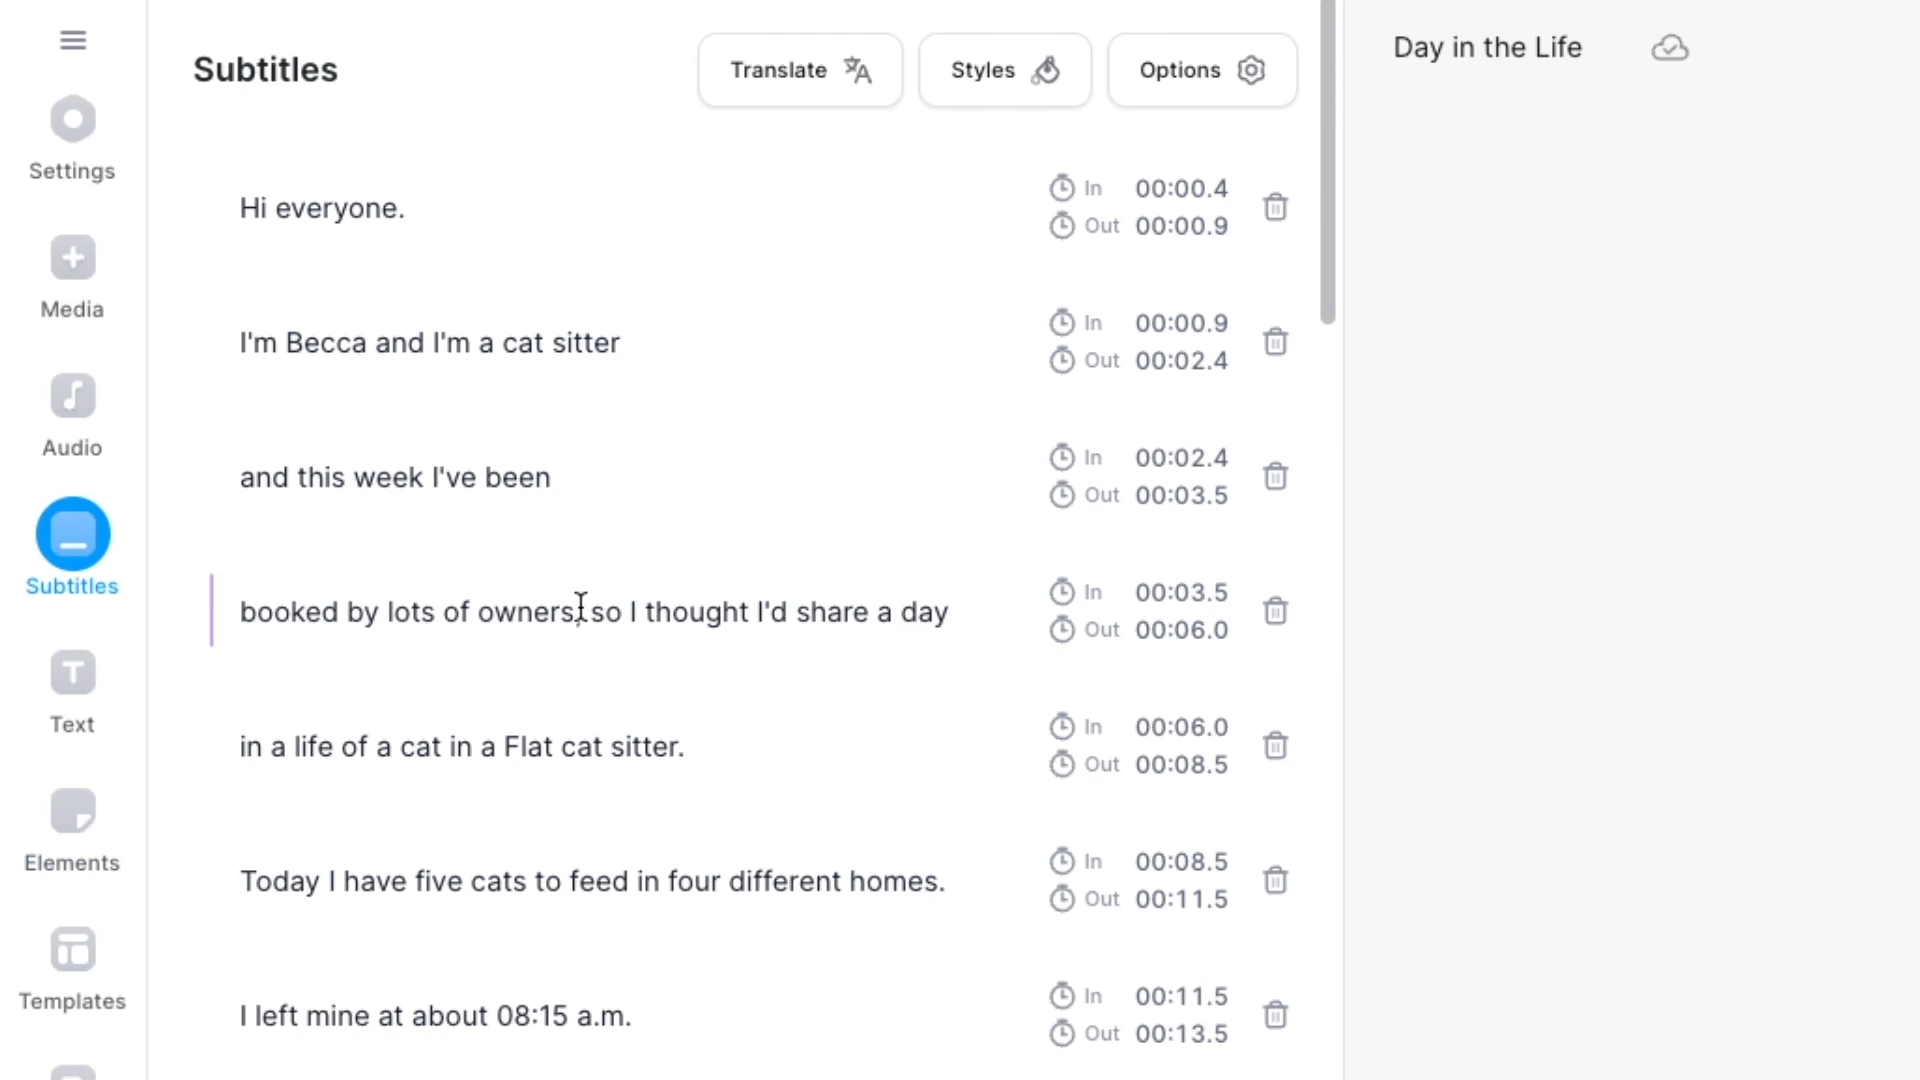 Settings
Media
Audio
Subtitles
Text
Elements
Templates
Subtitles
Translate
Styles
Options
Hi everyone.
In 00:00.4
Out 00:00.9
I'm Becca and I'm a cat sitter
In 00:00.9
Out 00:02.4
and this week I've been
In 00:02.4
Out 00:03.5
booked by lots of owners, so I thought I'd share a day
In 00:03.5
Out 00:06.0
in a life of a cat in a Flat cat sitter.
In 00:06.0
Out 00:08.5
Today I have five cats to feed in four different homes.
In 00:08.5
Out 00:11.5
I left mine at about 08:15 a.m.
In 00:11.5
Out 00:13.5
Day in the Life